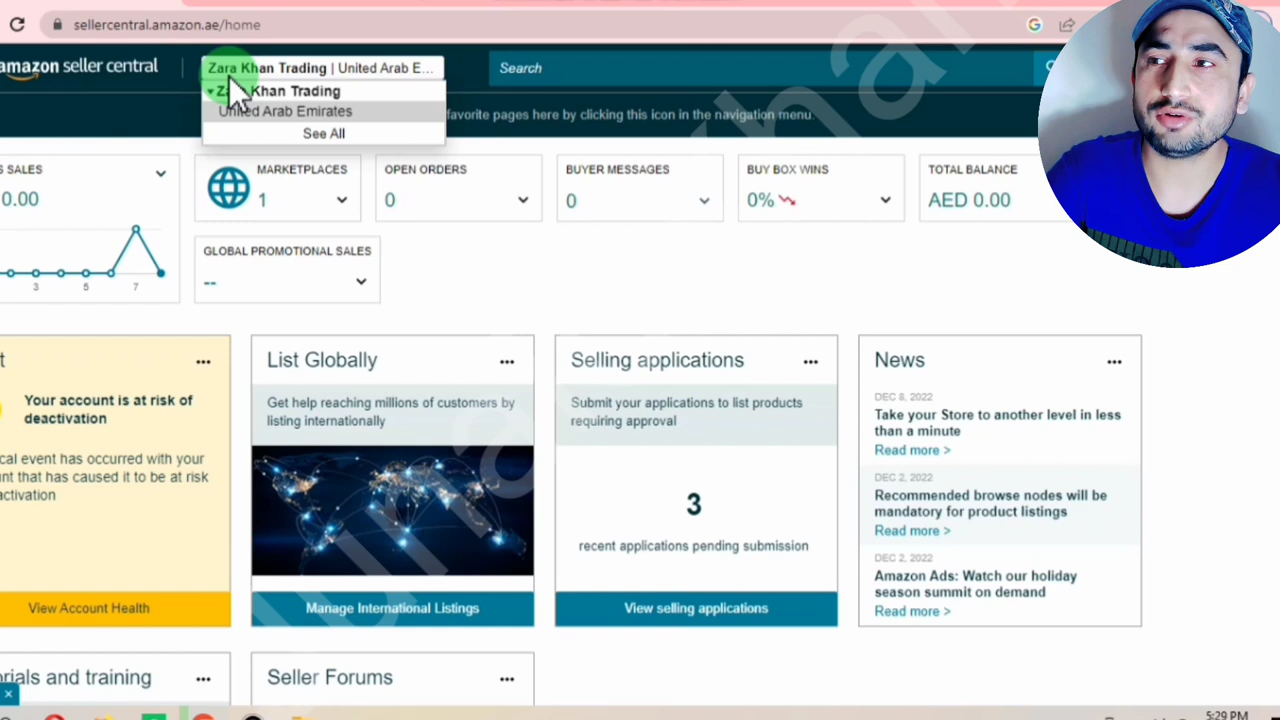 sellercentral.amazon.ae/home
amazon seller central
Zara Khan Trading | United Arab E...
Search
Khan Trading
United Arab Emirates
See All
favorite pages here by clicking this icon in the navigation menu.
SALES
0.00
3 5 7
MARKETPLACES
1
OPEN ORDERS
0
BUYER MESSAGES
0
BUY BOX WINS
0%
TOTAL BALANCE
AED 0.00
GLOBAL PROMOTIONAL SALES
--
Your account is at risk of
deactivation
cal event has occurred with your
unt that has caused it to be at risk
activation
View Account Health
List Globally
Get help reaching millions of customers by
listing internationally
Manage International Listings
Selling applications
Submit your applications to list products
requiring approval
3
recent applications pending submission
View selling applications
News
DEC 8, 2022
Take your Store to another level in less
than a minute
Read more >
DEC 2, 2022
Recommended browse nodes will be
mandatory for product listings
Read more >
DEC 2, 2022
Amazon Ads: Watch our holiday
season summit on demand
Read more >
rials and training
Seller Forums
5:29 PM